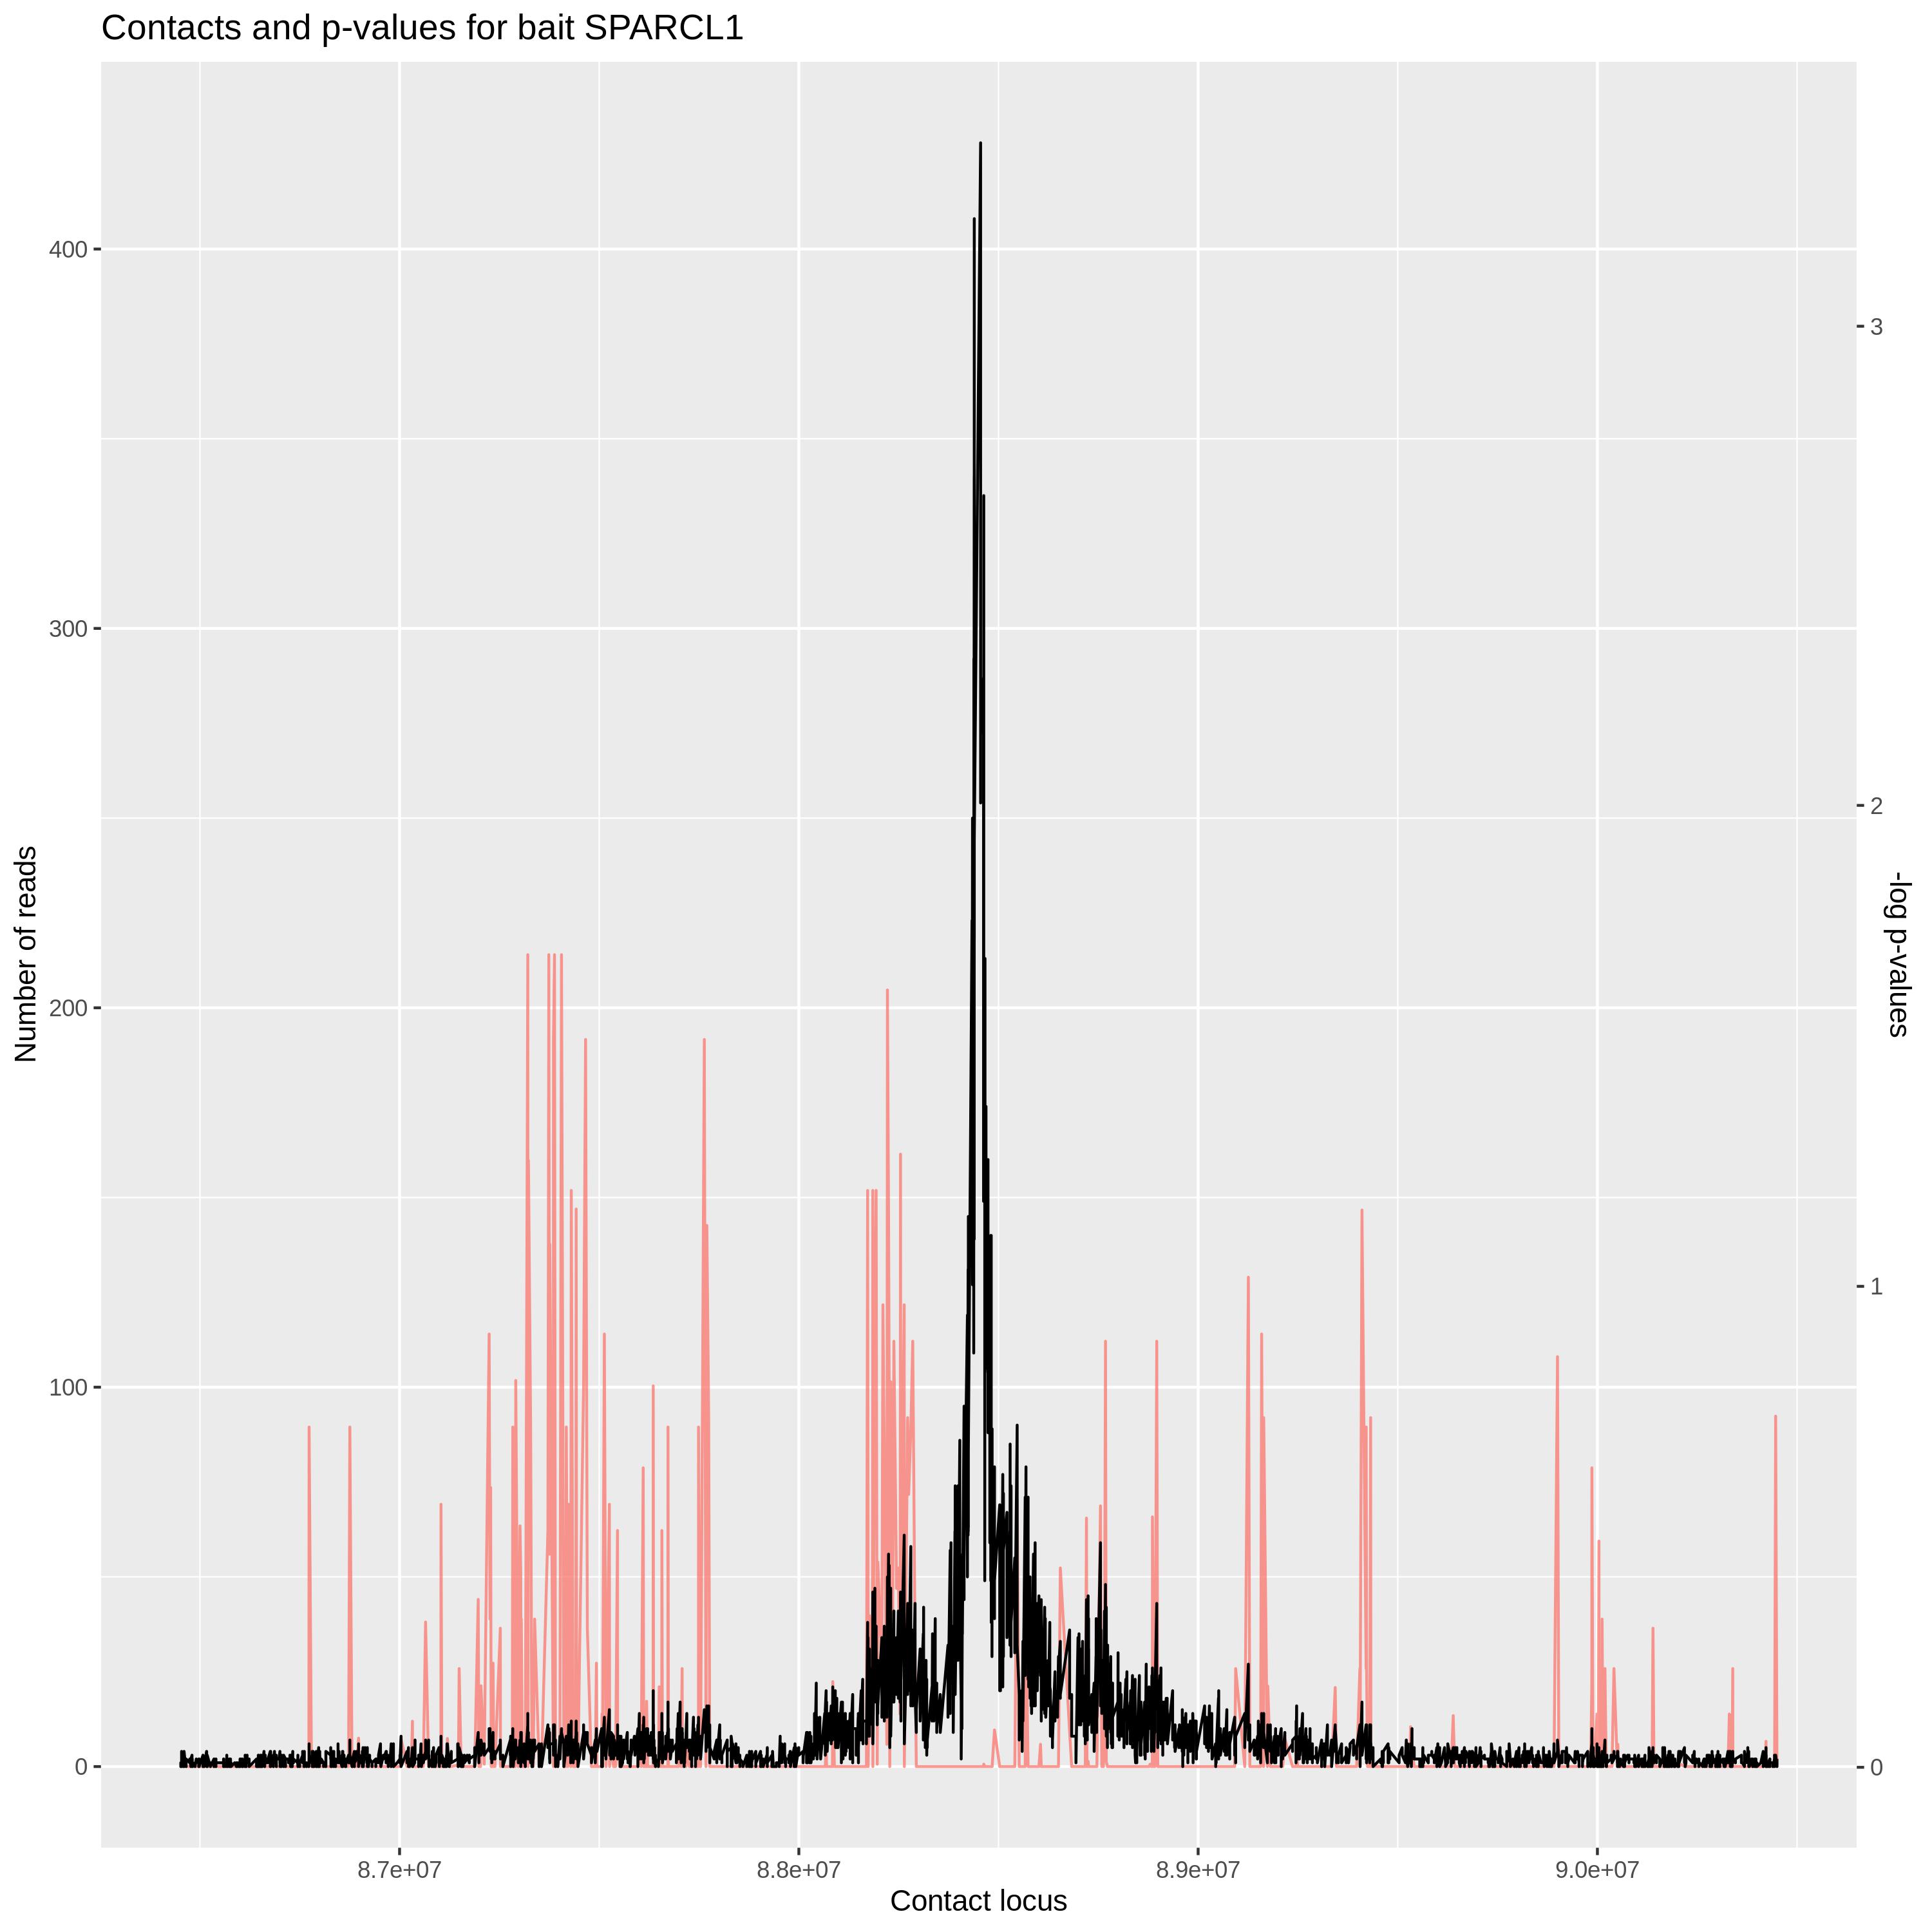 Contacts and p-values for bait SPARCL1
Number of reads
400
300
200
100
0
3
2
1
0
-log p-values
8.7e+07
8.8e+07
8.9e+07
9.0e+07
Contact locus